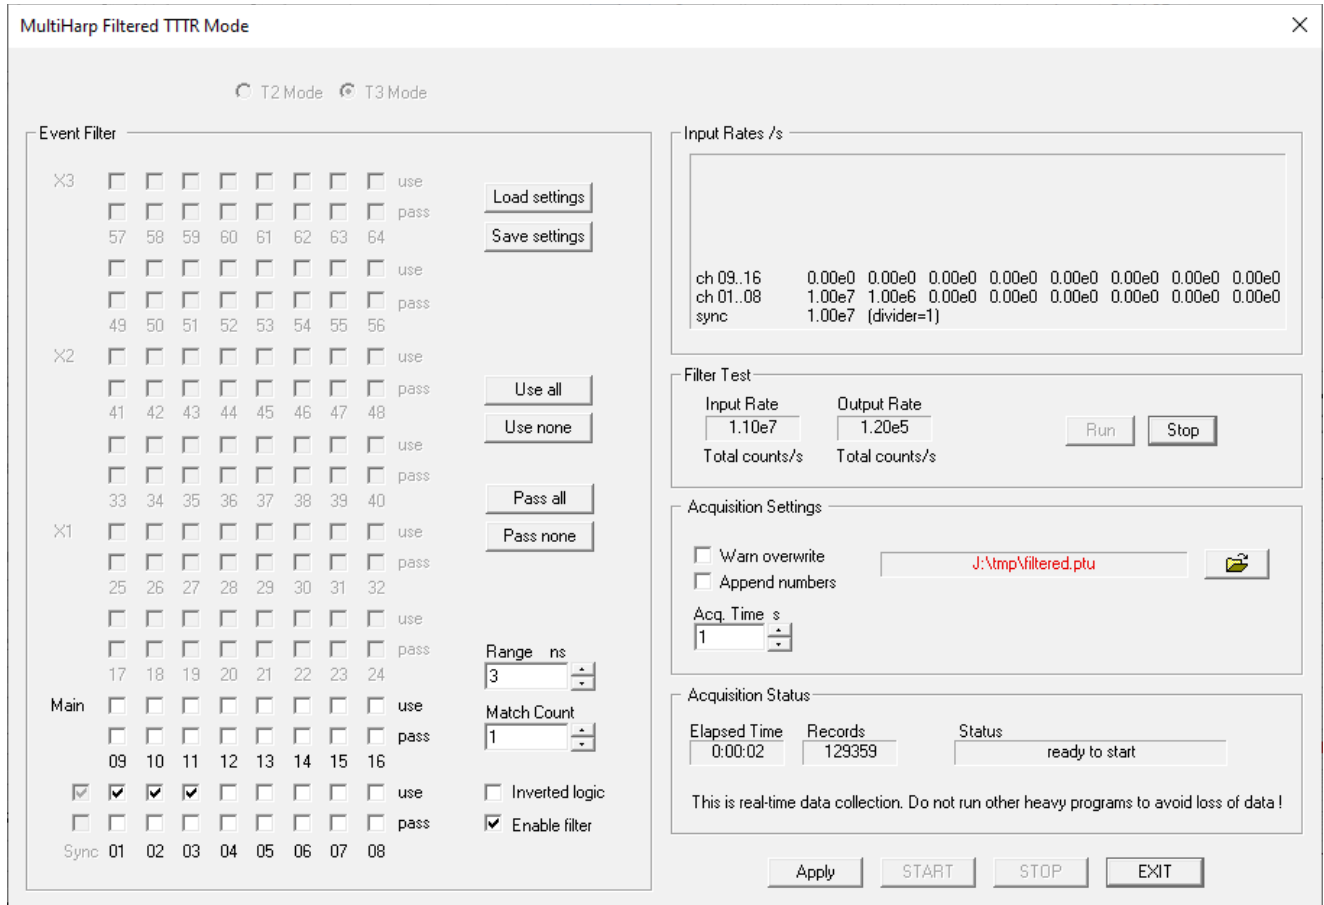 MultiHarp Filtered TTTR Mode
T2 Mode T3 Mode
Event Filter
X3 use
pass
57 58 59 60 61 62 63 64
use
pass
49 50 51 52 53 54 55 56
X2 use
pass
41 42 43 44 45 46 47 48
use
pass
33 34 35 36 37 38 39 40
X1 use
pass
25 26 27 28 29 30 31 32
use
pass
17 18 19 20 21 22 23 24
Main use
pass
09 10 11 12 13 14 15 16
use
pass
Sync 01 02 03 04 05 06 07 08
Load settings
Save settings
Use all
Use none
Pass all
Pass none
Range ns
3
Match Count
1
Inverted logic
Enable filter
Input Rates /s
ch 09..16 0.00e0 0.00e0 0.00e0 0.00e0 0.00e0 0.00e0 0.00e0 0.00e0
ch 01..08 1.00e7 1.00e6 0.00e0 0.00e0 0.00e0 0.00e0 0.00e0 0.00e0
sync 1.00e7 (divider=1)
Filter Test
Input Rate Output Rate
1.10e7 1.20e5 Run Stop
Total counts/s Total counts/s
Acquisition Settings
Warn overwrite J:\tmp\filtered.ptu
Append numbers
Acq. Time s
1
Acquisition Status
Elapsed Time Records Status
0:00:02 129359 ready to start
This is real-time data collection. Do not run other heavy programs to avoid loss of data !
Apply START STOP EXIT